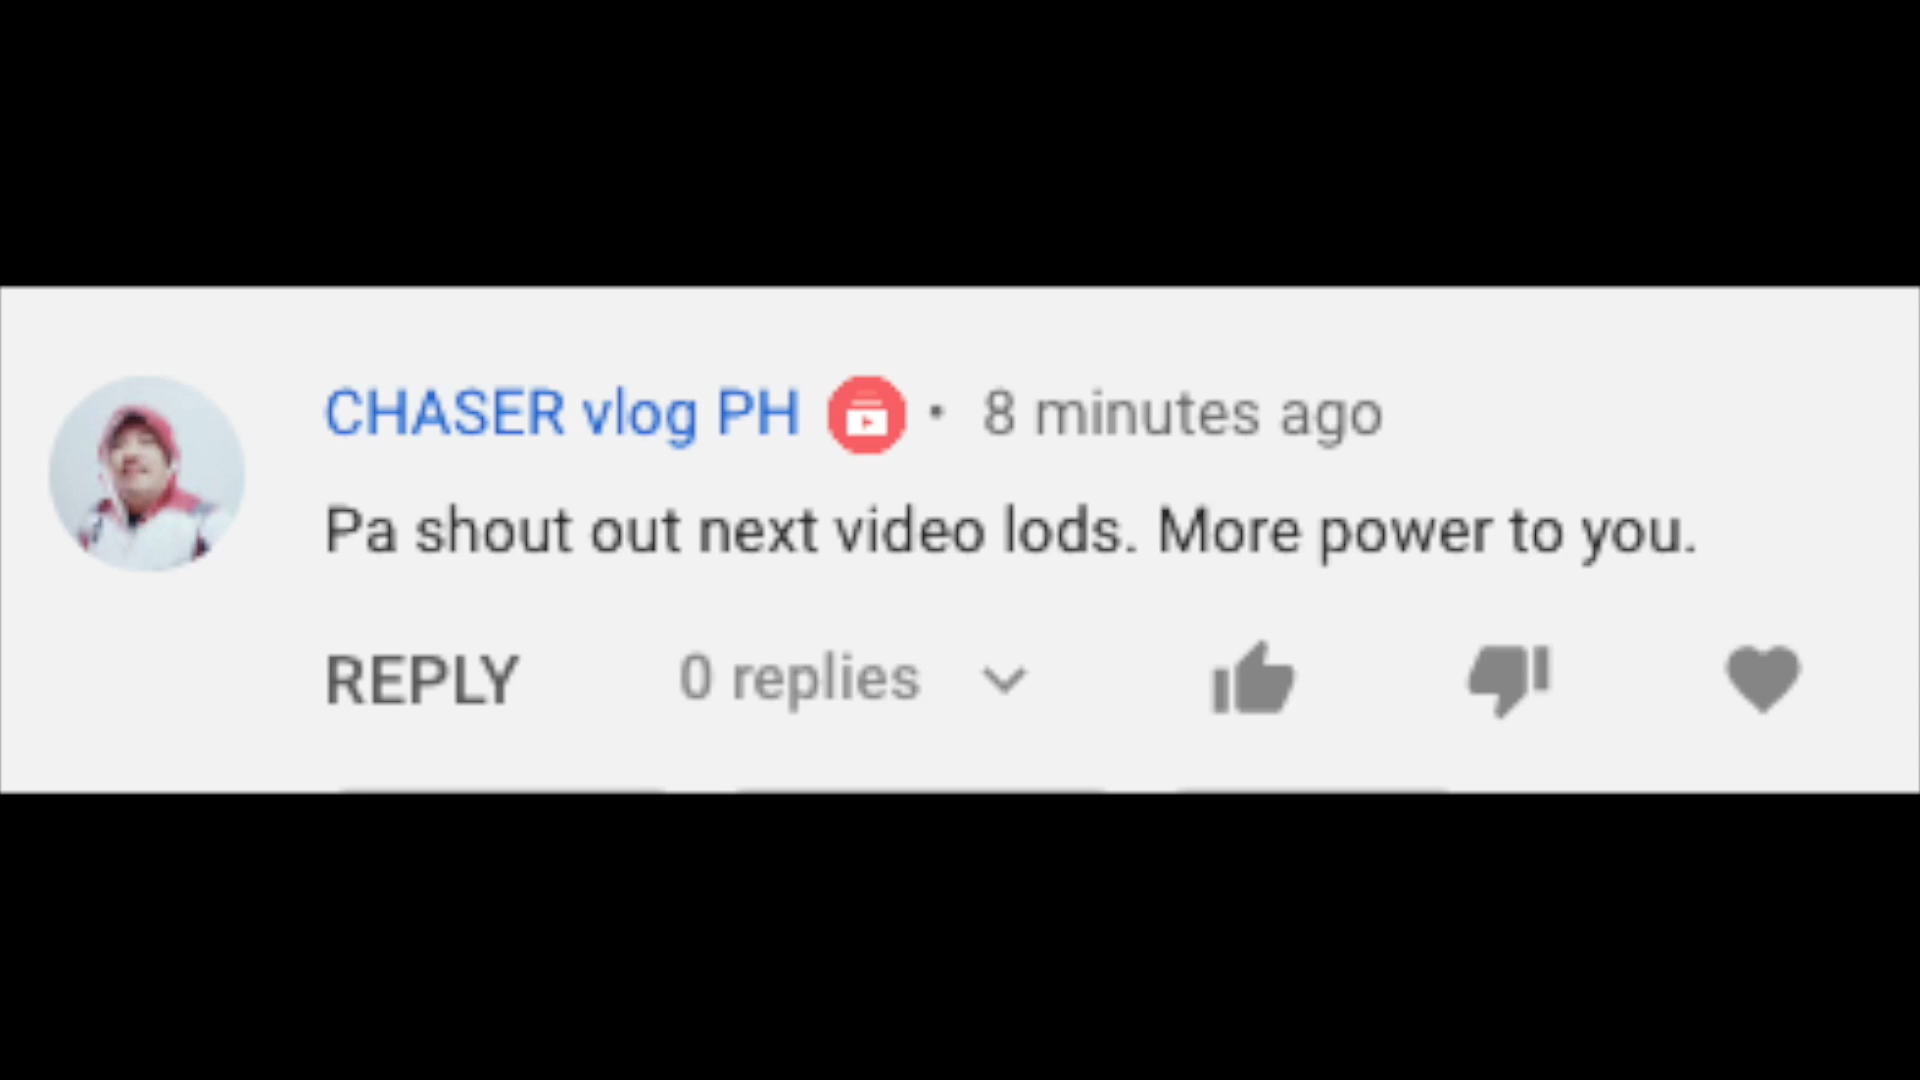 CHASER vlog PH • 8 minutes ago
Pa shout out next video lods. More power to you.
REPLY 0 replies